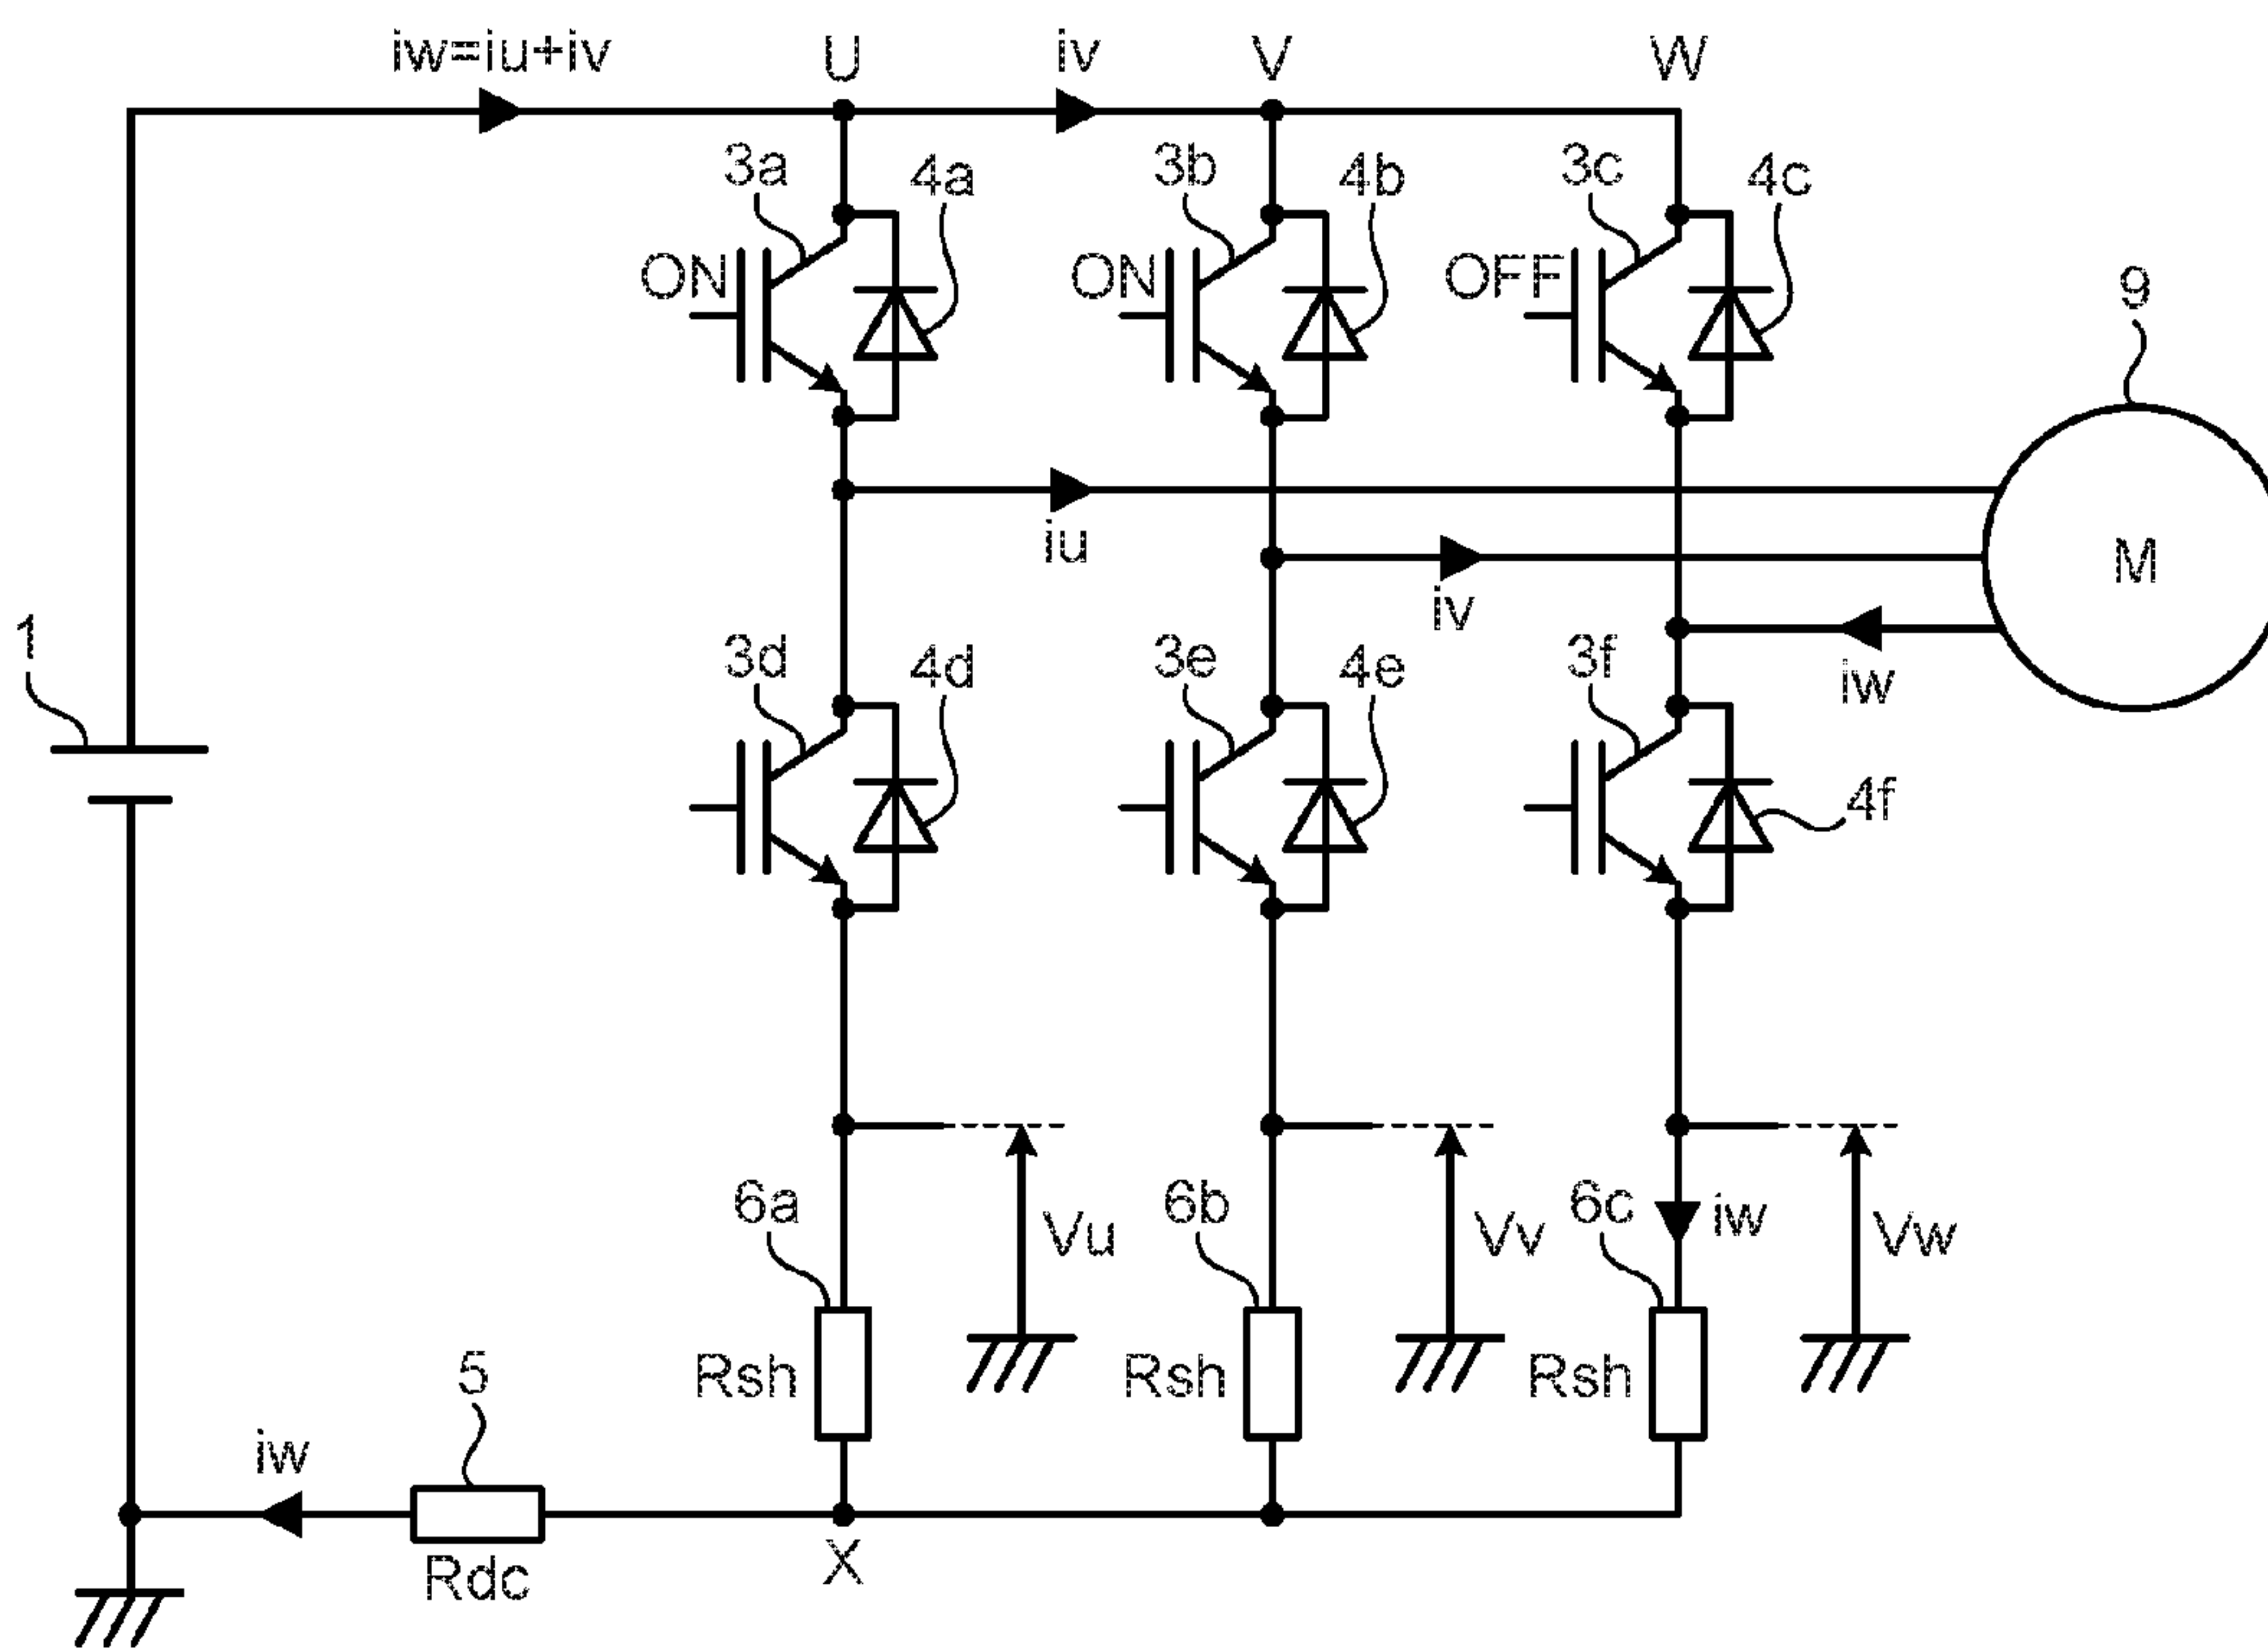 iw=iu+iv
U
iv
V
W
3a
4a
3b
4b
3c
4c
ON
ON
OFF
9
iu
M
iv
1
3d
4d
3e
4e
3f
iw
4f
6a
Vu
6b
Vv
6c
iw
Vw
5
Rsh
Rsh
Rsh
iw
Rdc
X